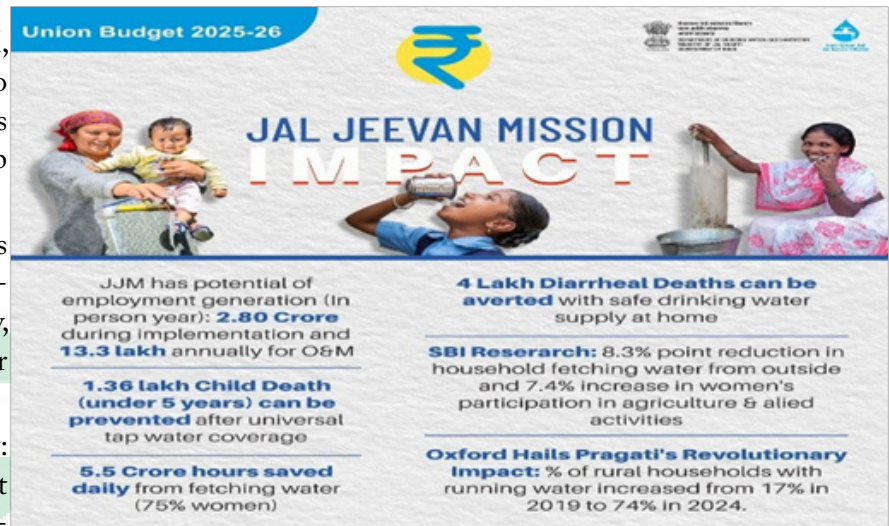 Union Budget 2025-26
₹
JAL JEEVAN MISSION
IMPACT
JJM has potential of
employment generation (In
person year): 2.80 Crore
during implementation and
13.3 lakh annually for O&M
1.36 lakh Child Death
(under 5 years) can be
prevented after universal
tap water coverage
5.5 Crore hours saved
daily from fetching water
(75% women)
4 Lakh Diarrheal Deaths can be
averted with safe drinking water
supply at home
SBI Reserarch: 8.3% point reduction in
household fetching water from outside
and 7.4% increase in women's
participation in agriculture & alied
activities
Oxford Hails Pragati's Revolutionary
Impact: % of rural households with
running water increased from 17% in
2019 to 74% in 2024.